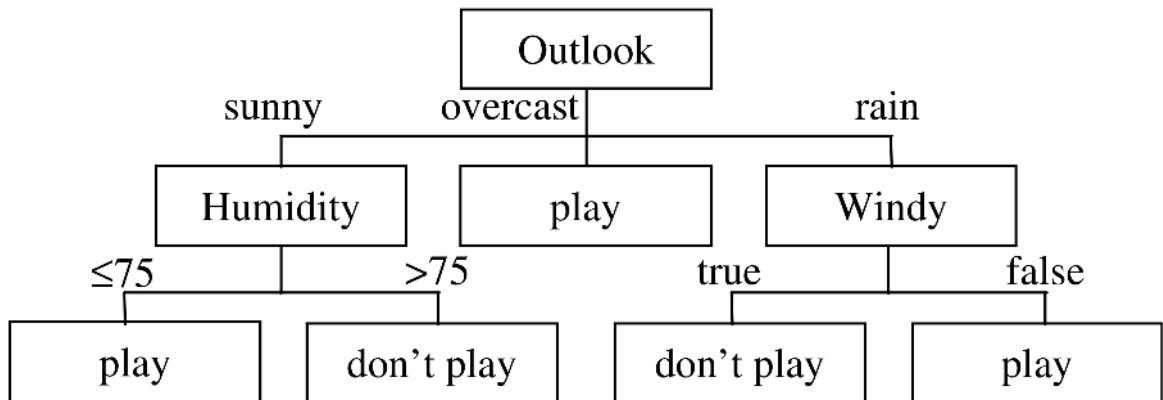 Outlook
sunny overcast rain
Humidity play Windy
≤75 >75 true false
play don't play don't play play